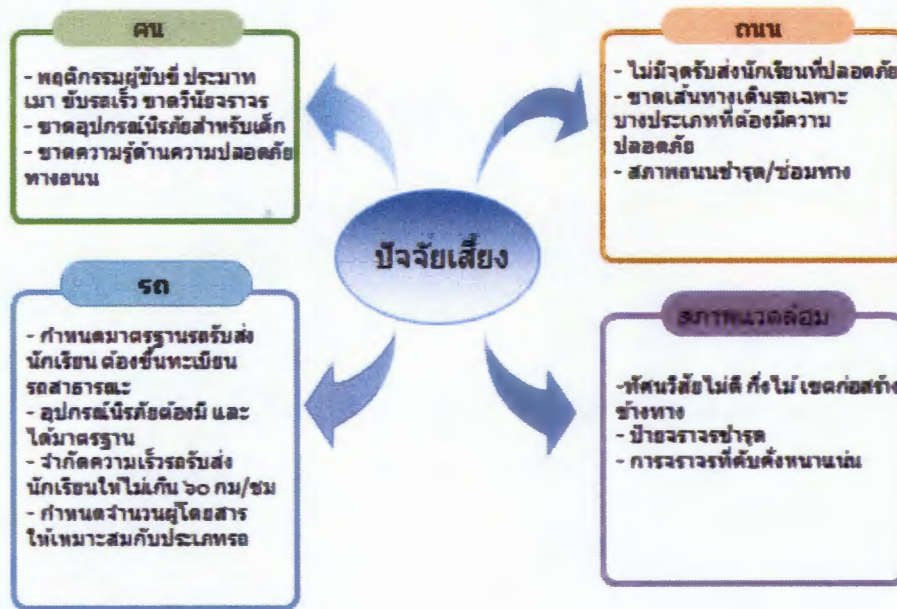 คน
- พฤติกรรมผู้ขับขี่ ประมาท
เมา ขับรถเร็ว ขาดวินัยจราจร
- ขาดอุปกรณ์นิรภัยสำหรับเด็ก
- ขาดความรู้ด้านความปลอดภัย
ทางถนน
ถนน
- ไม่มีจุดรับส่งนักเรียนที่ปลอดภัย
- ขาดเส้นทางเดินรถเฉพาะ
บางประเภทที่ต้องมีความ
ปลอดภัย
- สภาพถนนชำรุด/ซ่อมทาง
ปัจจัยเสี่ยง
รถ
- กำหนดมาตรฐานรถรับส่ง
นักเรียน ต้องขึ้นทะเบียน
รถสาธารณะ
- อุปกรณ์นิรภัยต้องมี และ
ได้มาตรฐาน
- จำกัดความเร็วรถรับส่ง
นักเรียนให้ไม่เกิน ๖๐ กม/ชม
- กำหนดจำนวนผู้โดยสาร
ให้เหมาะสมกับประเภทรถ
สภาพแวดล้อม
-ทัศนวิสัยไม่ดี กิ่งไม้ เขตก่อสร้าง
ข้างทาง
- ป้ายจราจรชำรุด
- การจราจรที่คับคั่งหนาแน่น